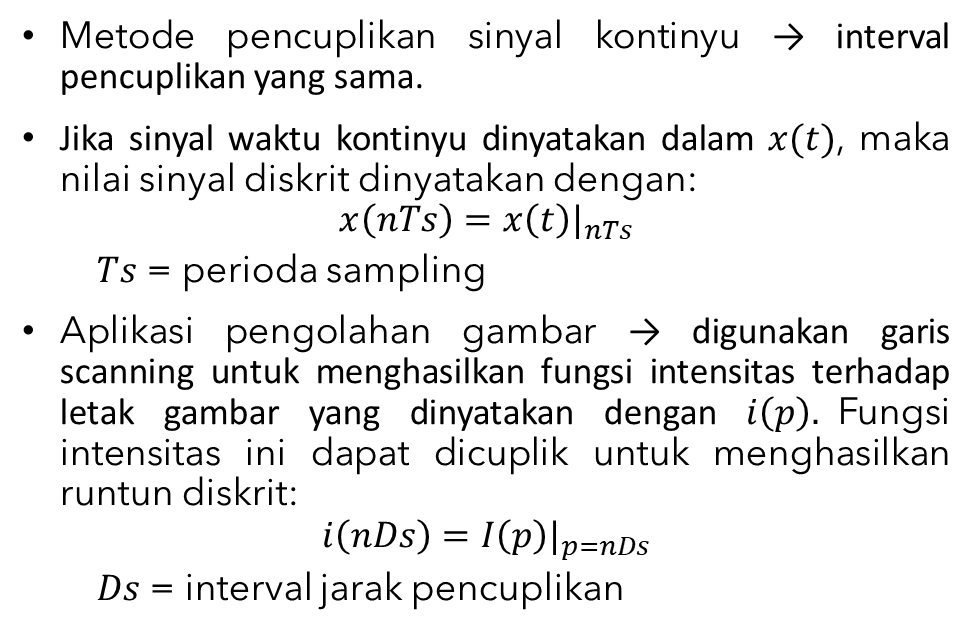 • Metode pencuplikan sinyal kontinyu → interval
pencuplikan yang sama.
• Jika sinyal waktu kontinyu dinyatakan dalam x(t), maka
nilai sinyal diskrit dinyatakan dengan:
x(nTs) = x(t)|nTs
Ts = perioda sampling
• Aplikasi pengolahan gambar → digunakan garis
scanning untuk menghasilkan fungsi intensitas terhadap
letak gambar yang dinyatakan dengan i(p). Fungsi
intensitas ini dapat dicuplik untuk menghasilkan
runtun diskrit:
i(nDs) = I(p)|p=nDs
Ds = interval jarak pencuplikan